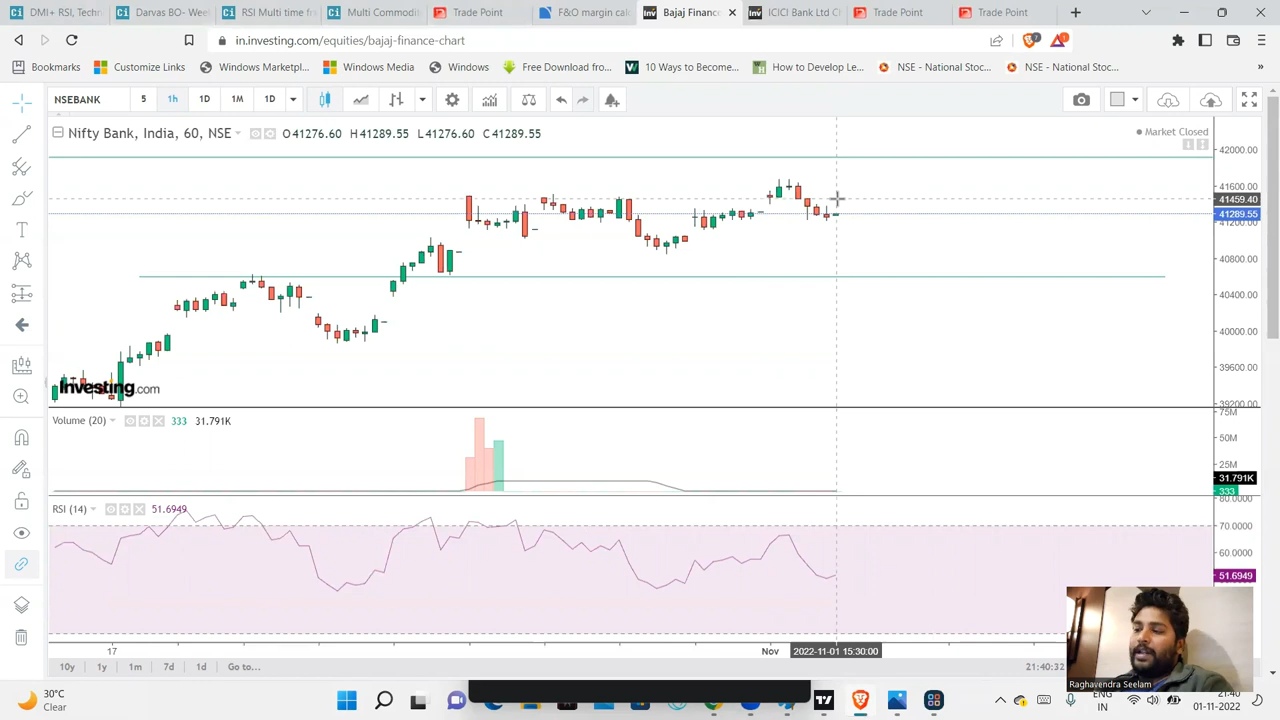 DMI+ RSI, Techn
Darvas BO- Week
RSI Multi time fr
Multi Commodit
Trade Point
F&O margin calc
Bajaj Finance
ICICI Bank Ltd C
Trade Point
Trade Point
in.investing.com/equities/bajaj-finance-chart
Bookmarks
Customize Links
Windows Marketpl...
Windows Media
Windows
Free Download fro...
10 Ways to Become...
How to Develop Le...
NSE - National Stoc...
NSE - National Stoc...
»
NSEBANK 5 1h 1D 1M 1D
Nifty Bank, India, 60, NSE O41276.60 H41289.55 L41276.60 C41289.55
Market Closed
42000.00
41600.00
41459.40
41289.55
41200.00
40800.00
40400.00
40000.00
39600.00
39200.00
Investing.com
Volume (20) 333 31.791K
75M
50M
25M
31.791K
333
RSI (14) 51.6949
80.0000
70.0000
60.0000
51.6949
17 Nov 2022-11-01 15:30:00
10y 1y 1m 7d 1d Go to... 21:40:32
Raghavendra Seelam
30°C
Clear
ENG
IN
21:40
01-11-2022